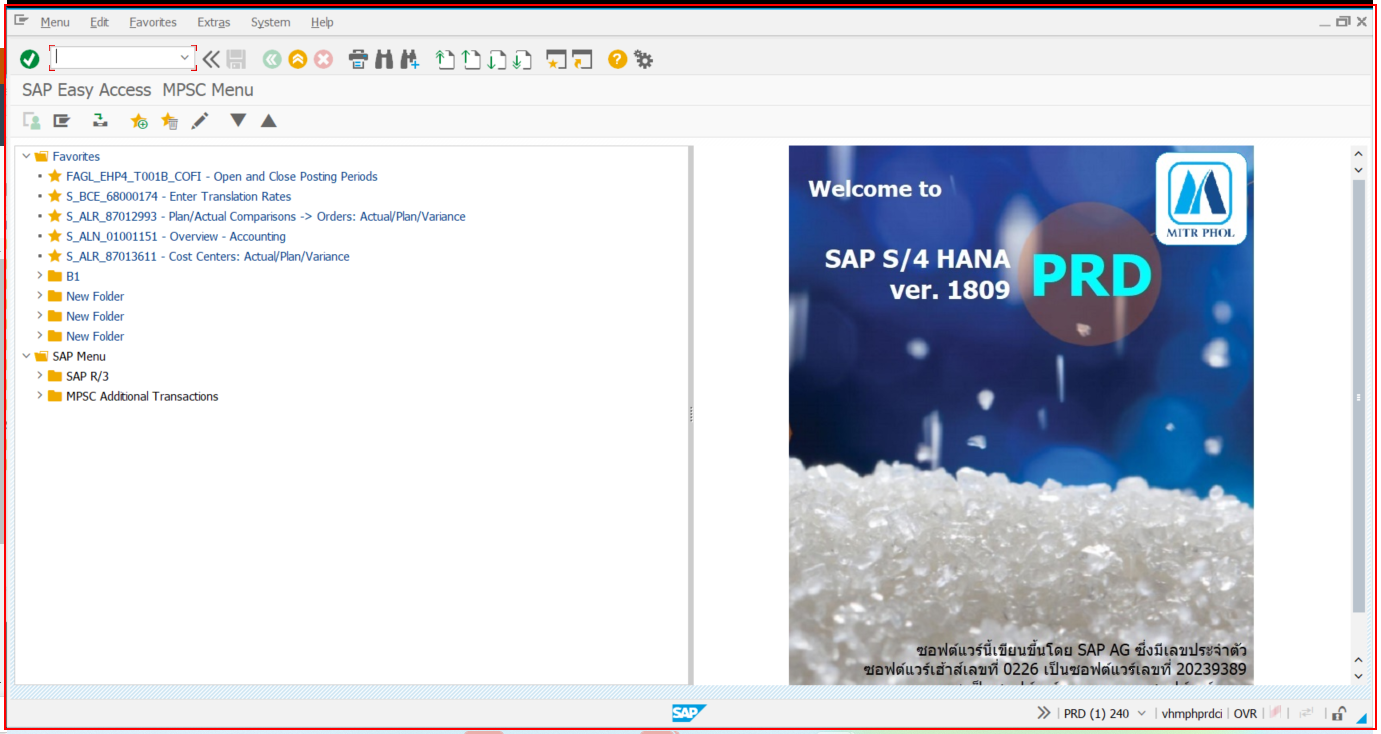 Menu Edit Favorites Extras System Help
SAP Easy Access MPSC Menu
Favorites
FAGL_EHP4_T001B_COFI - Open and Close Posting Periods
S_BCE_68000174 - Enter Translation Rates
S_ALR_87012993 - Plan/Actual Comparisons -> Orders: Actual/Plan/Variance
S_ALN_01001151 - Overview - Accounting
S_ALR_87013611 - Cost Centers: Actual/Plan/Variance
B1
New Folder
New Folder
New Folder
SAP Menu
SAP R/3
MPSC Additional Transactions
Welcome to
MITR PHOL
SAP S/4 HANA
ver. 1809
PRD
ซอฟต์แวร์นี้เขียนขึ้นโดย SAP AG ซึ่งมีเลขประจำตัว
ซอฟต์แวร์เฮ้าส์เลขที่ 0226 เป็นซอฟต์แวร์เลขที่ 20239389
SAP
PRD (1) 240 vhmphprdci OVR